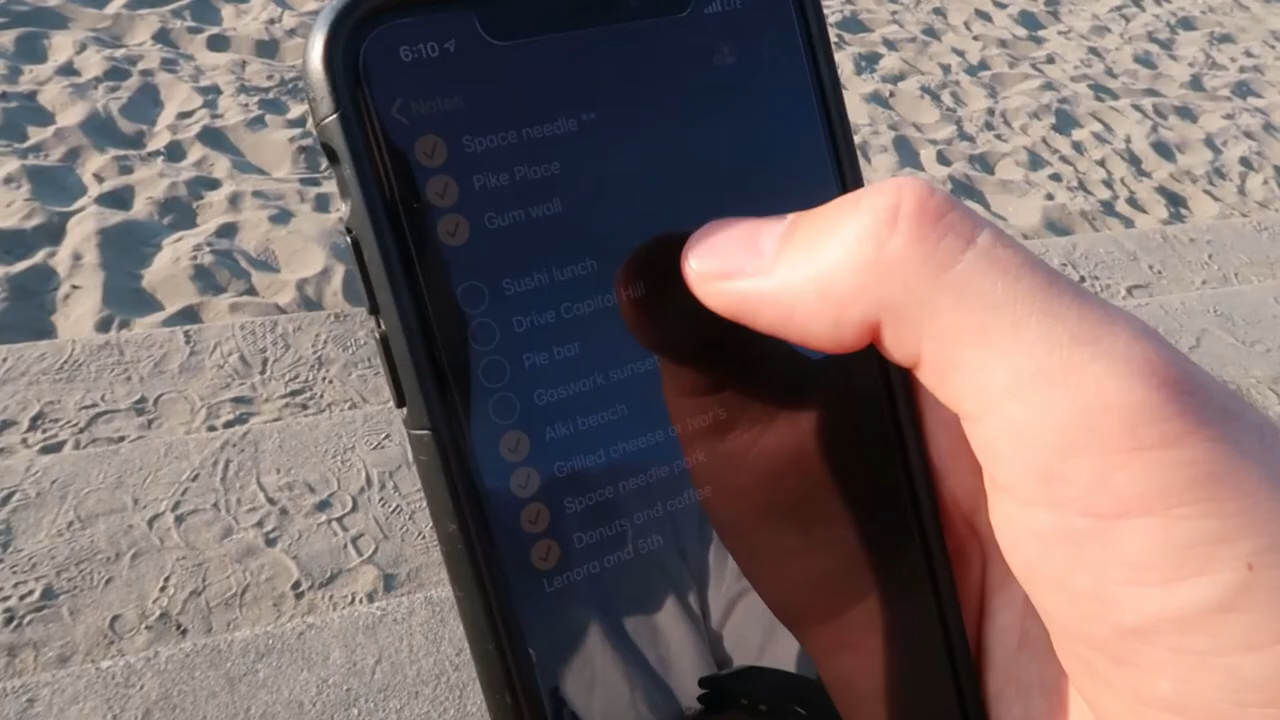 6:10
LTE
Notes
Space needle **
Pike Place
Gum wall
Sushi lunch
Drive Capitol Hill
Pie bar
Gaswork sunset
Alki beach
Grilled cheese or Ivar's
Space needle park
Donuts and coffee
Lenora and 5th